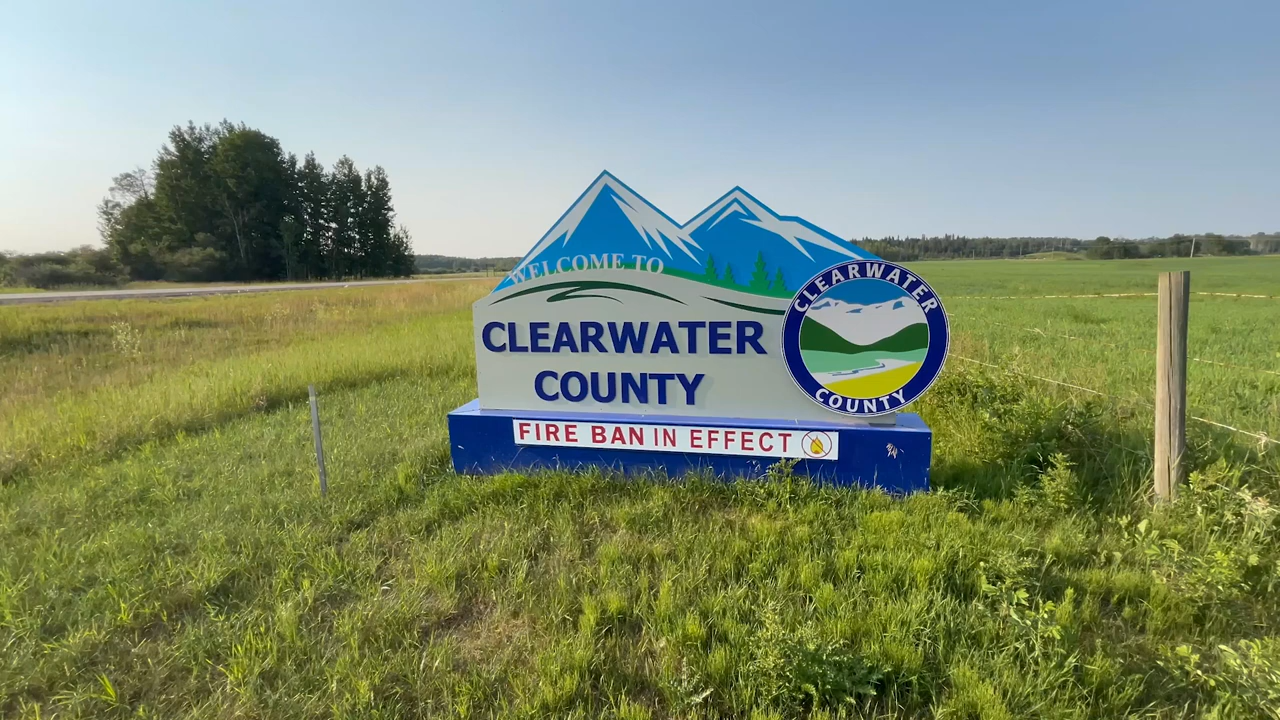 WELCOME TO
CLEARWATER
COUNTY
CLEARWATER
COUNTY
FIRE BAN IN EFFECT